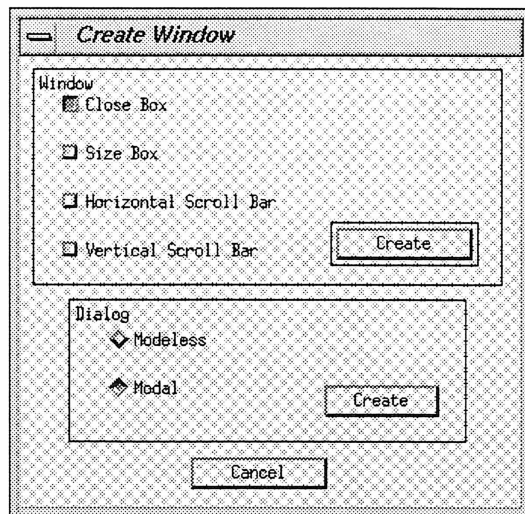 Create Window
Window
Close Box
Size Box
Horizontal Scroll Bar
Vertical Scroll Bar
Create
Dialog
Modeless
Modal
Create
Cancel